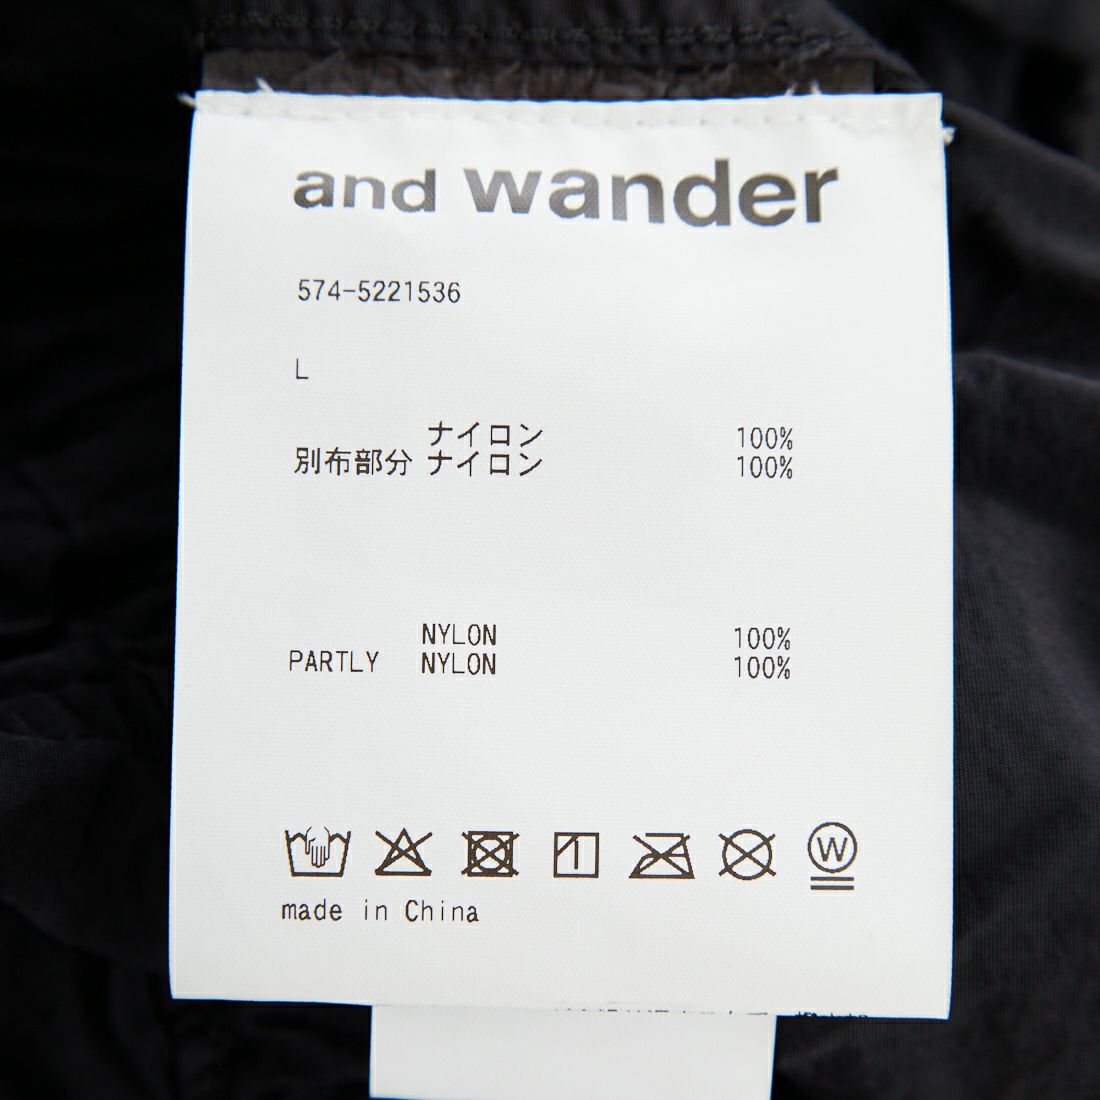 and wander
574-5221536
L
ナイロン 100%
別布部分 ナイロン 100%
NYLON 100%
PARTLY NYLON 100%
W
made in China